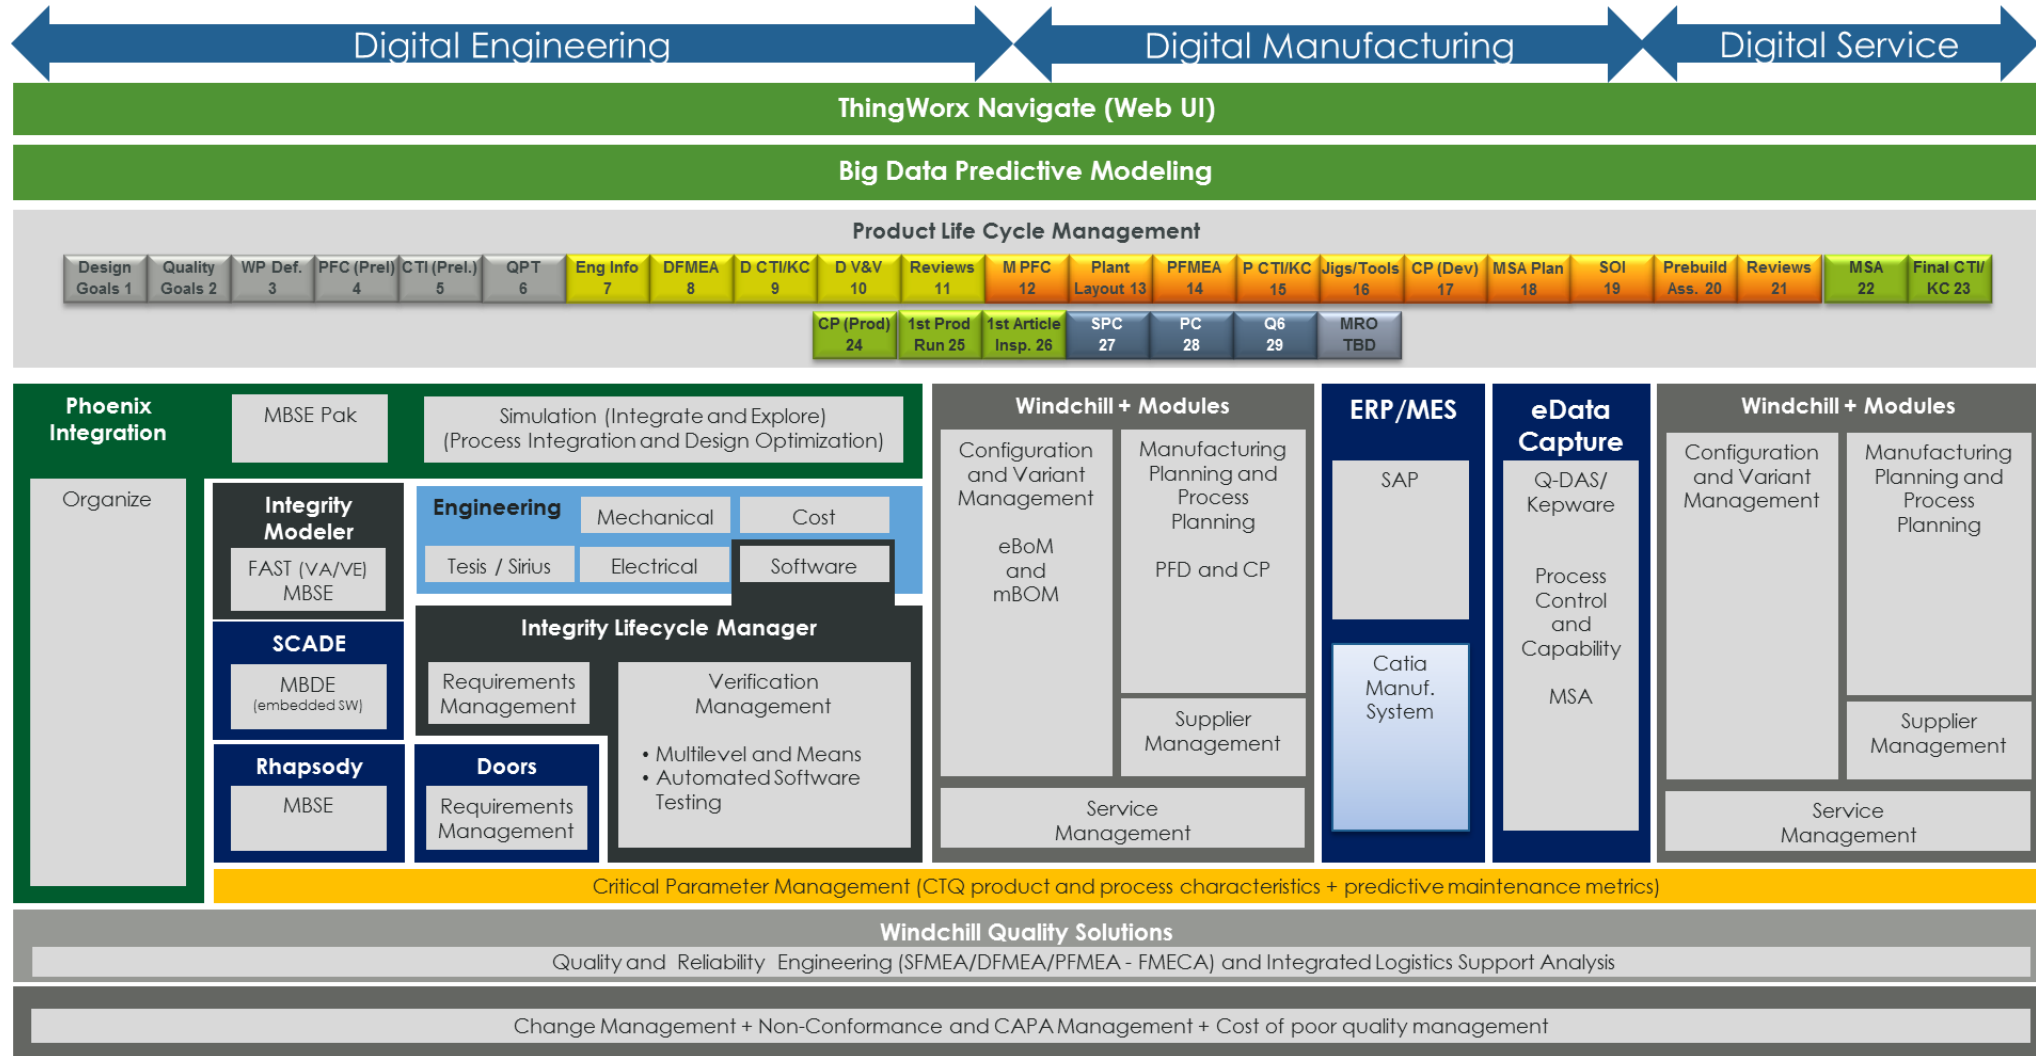 Digital Engineering
Digital Manufacturing
Digital Service
ThingWorx Navigate (Web UI)
Big Data Predictive Modeling
Product Life Cycle Management
Design
Goals 1
Quality
Goals 2
WP Def.
3
PFC (Prel)
4
CTI (Prel.)
5
QPT
6
Eng Info
7
DFMEA
8
D CTI/KC
9
D V&V
10
Reviews
11
M PFC
12
Plant
Layout 13
PFMEA
14
P CTI/KC
15
Jigs/Tools
16
CP (Dev)
17
MSA Plan
18
SOI
19
Prebuild
Ass. 20
Reviews
21
MSA
22
Final CTI/
KC 23
CP (Prod)
24
1st Prod
Run 25
1st Article
Insp. 26
SPC
27
PC
28
Q6
29
MRO
TBD
Phoenix
Integration
MBSE Pak
Simulation (Integrate and Explore)
(Process Integration and Design Optimization)
Organize
Integrity
Modeler
FAST (VA/VE)
MBSE
SCADE
MBDE
(embedded SW)
Rhapsody
MBSE
Engineering
Mechanical
Cost
Tesis / Sirius
Electrical
Software
Integrity Lifecycle Manager
Requirements
Management
Verification
Management
• Multilevel and Means
• Automated Software
Testing
Doors
Requirements
Management
Windchill + Modules
Configuration
and Variant
Management
eBoM
and
mBOM
Manufacturing
Planning and
Process
Planning
PFD and CP
Supplier
Management
Service
Management
ERP/MES
SAP
Catia
Manuf.
System
eData
Capture
Q-DAS/
Kepware
Process
Control
and
Capability
MSA
Windchill + Modules
Configuration
and Variant
Management
Manufacturing
Planning and
Process
Planning
Supplier
Management
Service
Management
Critical Parameter Management (CTQ product and process characteristics + predictive maintenance metrics)
Windchill Quality Solutions
Quality and Reliability Engineering (SFMEA/DFMEA/PFMEA - FMECA) and Integrated Logistics Support Analysis
Change Management + Non-Conformance and CAPA Management + Cost of poor quality management